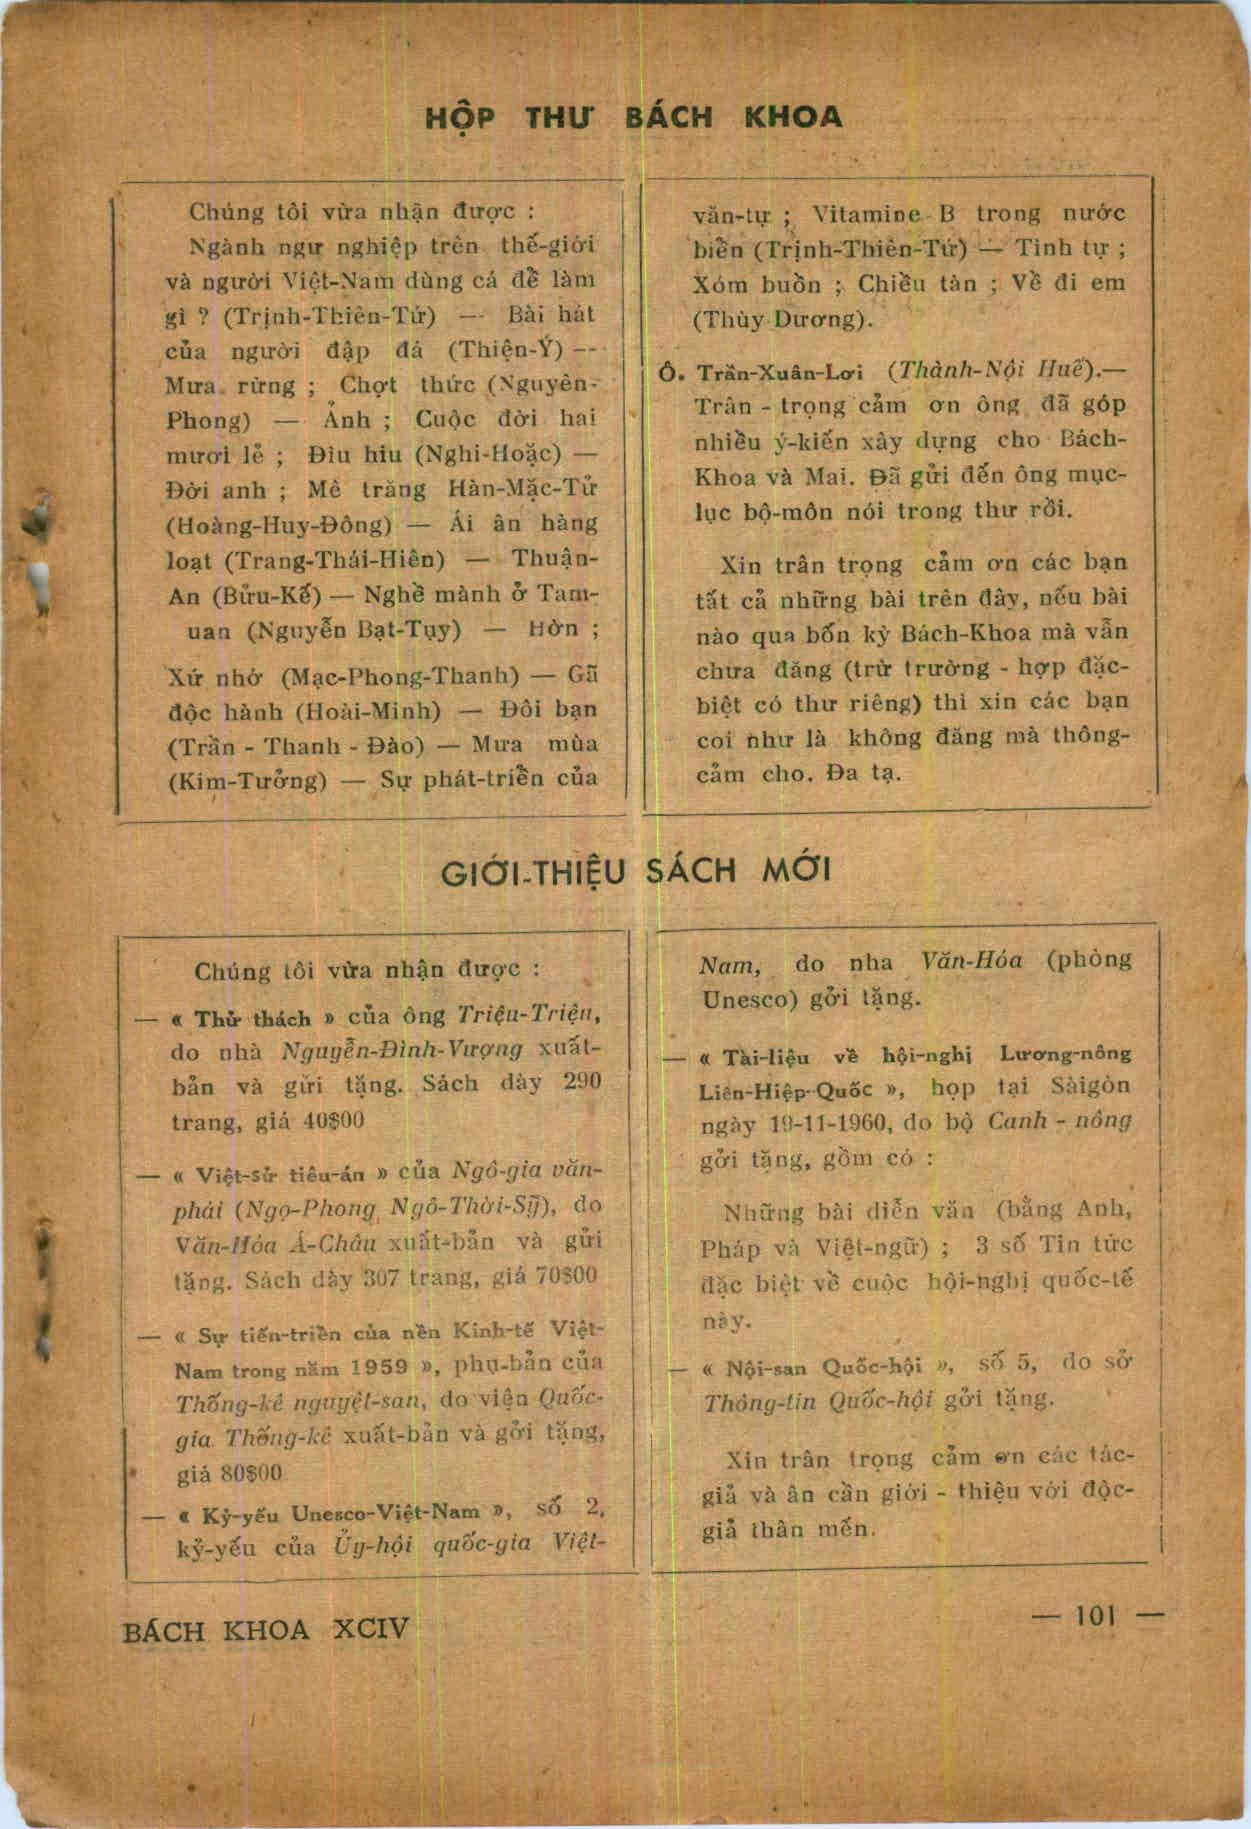 HỘP THƯ BÁCH KHOA
Chúng tôi vừa nhận được :
Ngành ngư nghiệp trên thế-giới
và người Việt-Nam dùng cá để làm
gì ? (Trịnh-Thiên-Tứ) — Bài hát
của người đập đá (Thiện-Ý) —
Mưa rừng ; Chợt thức (Nguyên-
Phong) — Ảnh ; Cuộc đời hai
mươi lẻ ; Đìu hiu (Nghi-Hoặc) —
Đời anh ; Mê trăng Hàn-Mặc-Tử
(Hoàng-Huy-Đông) — Ái ân hàng
loạt (Trang-Thái-Hiên) — Thuận-
An (Bửu-Kế) — Nghề mành ở Tam-
uan (Nguyễn Bạt-Tụy) — Hờn ;
Xứ nhớ (Mạc-Phong-Thanh) — Gã
độc hành (Hoài-Minh) — Đôi bạn
(Trần - Thanh - Đào) — Mưa mùa
(Kim-Tưởng) — Sự phát-triển của
văn-tự ; Vitamine B trong nước
biển (Trịnh-Thiên-Tứ) — Tình tự ;
Xóm buồn ; Chiều tàn ; Về đi em
(Thùy Dương).
Ô. Trần-Xuân-Lơi (Thành-Nội Huế).—
Trân - trọng cảm ơn ông đã góp
nhiều ý-kiến xây dựng cho Bách-
Khoa và Mai. Đã gửi đến ông mục-
lục bộ-môn nói trong thư rồi.
Xin trân trọng cảm ơn các bạn
tất cả những bài trên đây, nếu bài
nào qua bốn kỳ Bách-Khoa mà vẫn
chưa đăng (trừ trường - hợp đặc-
biệt có thư riêng) thì xin các bạn
coi như là không đăng mà thông-
cảm cho. Đa tạ.
GIỚI-THIỆU SÁCH MỚI
Chúng tôi vừa nhận được :
— « Thử thách » của ông Triệu-Triệu,
do nhà Nguyễn-Đình-Vượng xuất-
bản và gửi tặng. Sách dày 290
trang, giá 40$00
— « Việt-sử tiêu-án » của Ngô-gia văn-
phái (Ngọ-Phong Ngô-Thời-Sỹ), do
Văn-Hóa Á-Châu xuất-bản và gửi
tặng. Sách dày 307 trang, giá 70$00
— « Sự tiến-triển của nền Kinh-tế Việt-
Nam trong năm 1959 », phụ-bản của
Thống-kê nguyệt-san, do viện Quốc-
gia Thống-kê xuất-bản và gởi tặng,
giá 80$00
— « Kỷ-yếu Unesco-Việt-Nam », số 2,
kỷ-yếu của Ủy-hội quốc-gia Việt-
Nam, do nha Văn-Hóa (phòng
Unesco) gởi tặng.
— « Tài-liệu về hội-nghị Lương-nông
Liên-Hiệp-Quốc », họp tại Sàigòn
ngày 19-11-1960, do bộ Canh - nông
gởi tặng, gồm có :
Những bài diễn văn (bằng Anh,
Pháp và Việt-ngữ) ; 3 số Tin tức
đặc biệt về cuộc hội-nghị quốc-tế
này.
— « Nội-san Quốc-hội », số 5, do sở
Thông-tin Quốc-hội gởi tặng.
Xin trân trọng cảm ơn các tác-
giả và ân cần giới - thiệu với độc-
giả thân mến.
BÁCH KHOA XCIV
— 101 —